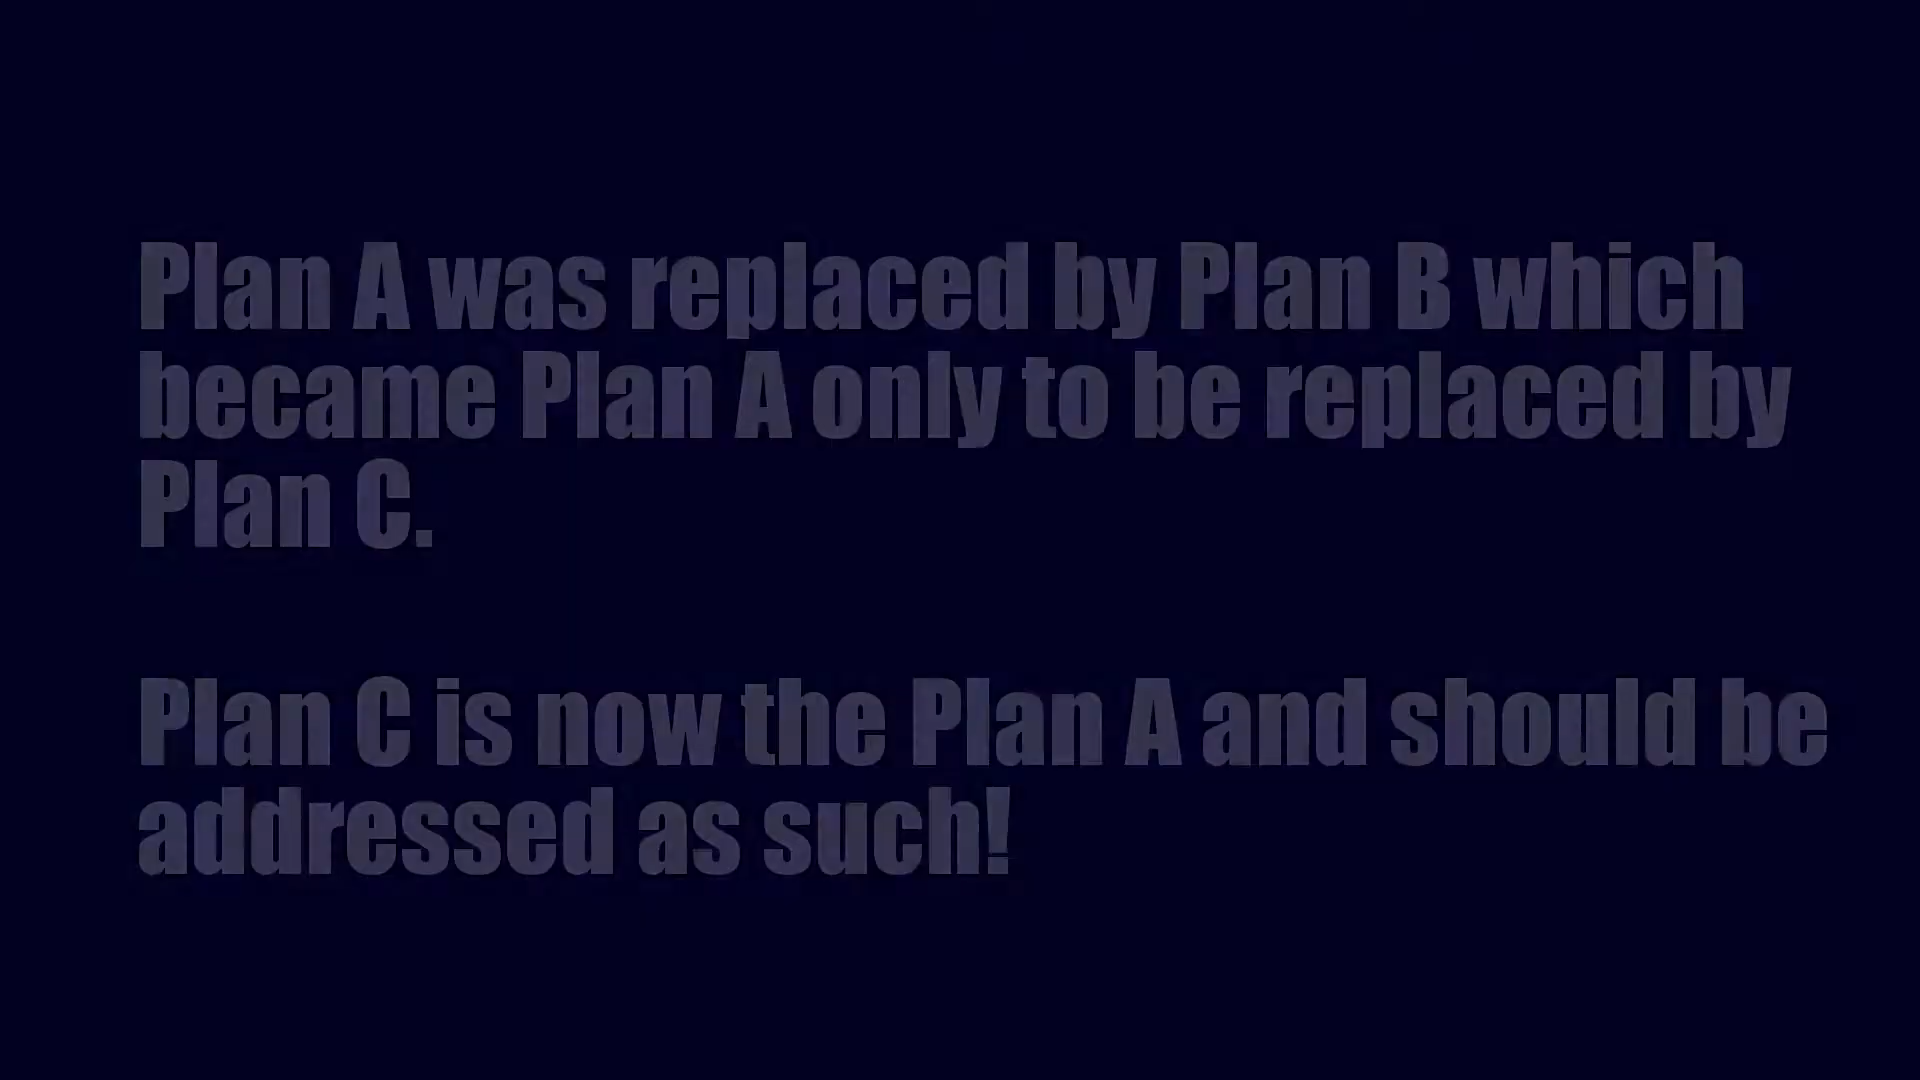 Plan A was replaced by Plan B which
became Plan A only to be replaced by
Plan C.
Plan C is now the Plan A and should be
addressed as such!